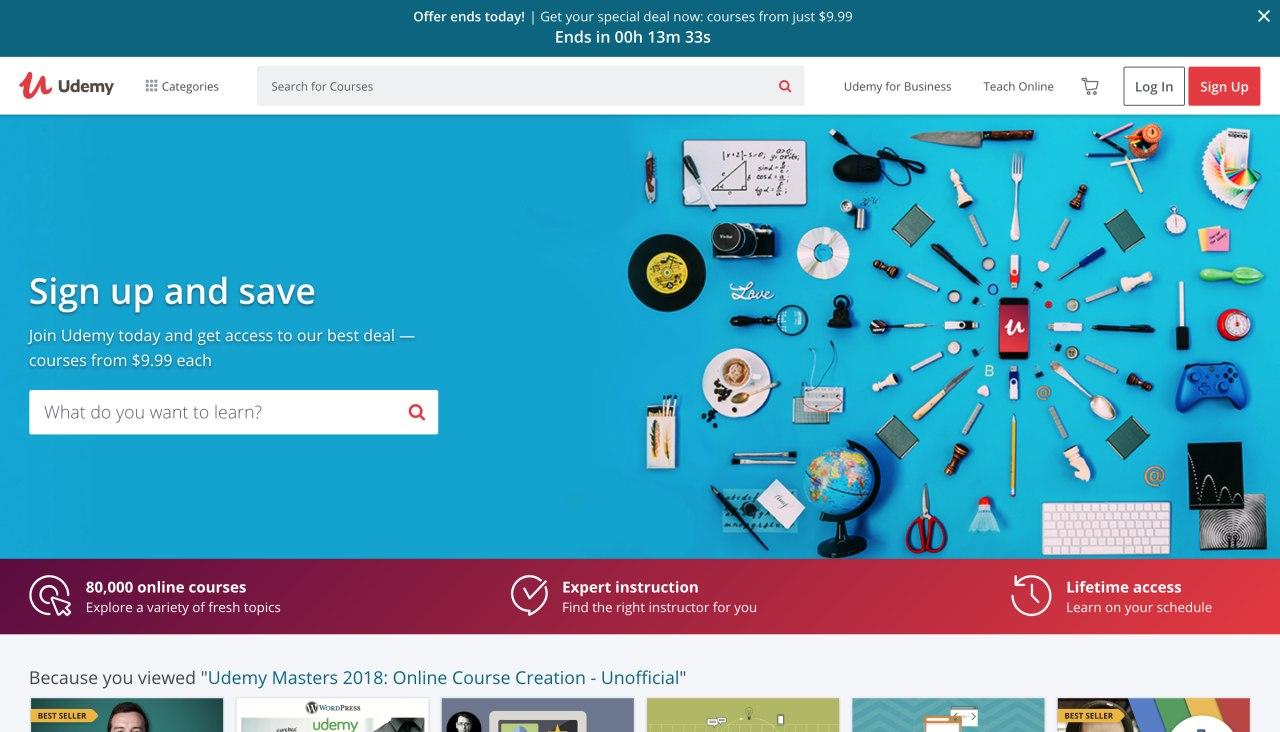 Offer ends today! | Get your special deal now: courses from just $9.99
Ends in 00h 13m 33s
Udemy
Categories
Search for Courses
Udemy for Business
Teach Online
Log In
Sign Up
Sign up and save
Join Udemy today and get access to our best deal —
courses from $9.99 each
What do you want to learn?
Love
B
@
@
80,000 online courses
Explore a variety of fresh topics
Expert instruction
Find the right instructor for you
Lifetime access
Learn on your schedule
Because you viewed "Udemy Masters 2018: Online Course Creation - Unofficial"
BEST SELLER
WORDPRESS
udemy
BEST SELLER